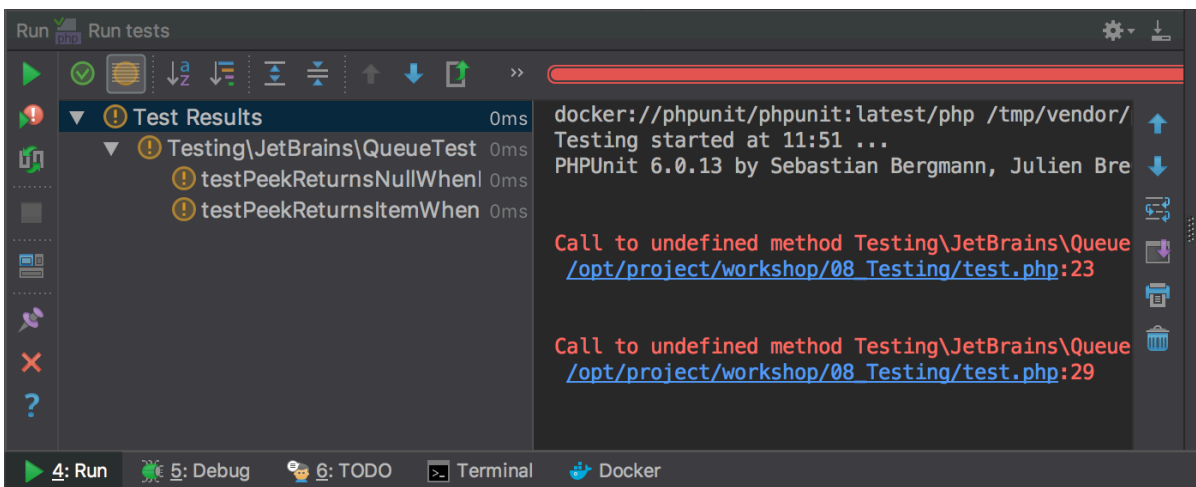 Run php Run tests
Test Results 0ms
Testing\JetBrains\QueueTest 0ms
testPeekReturnsNullWhen 0ms
testPeekReturnsItemWhen 0ms
docker://phpunit/phpunit:latest/php /tmp/vendor/
Testing started at 11:51 ...
PHPUnit 6.0.13 by Sebastian Bergmann, Julien Bre
Call to undefined method Testing\JetBrains\Queue
/opt/project/workshop/08_Testing/test.php:23
Call to undefined method Testing\JetBrains\Queue
/opt/project/workshop/08_Testing/test.php:29
4: Run 5: Debug 6: TODO Terminal Docker